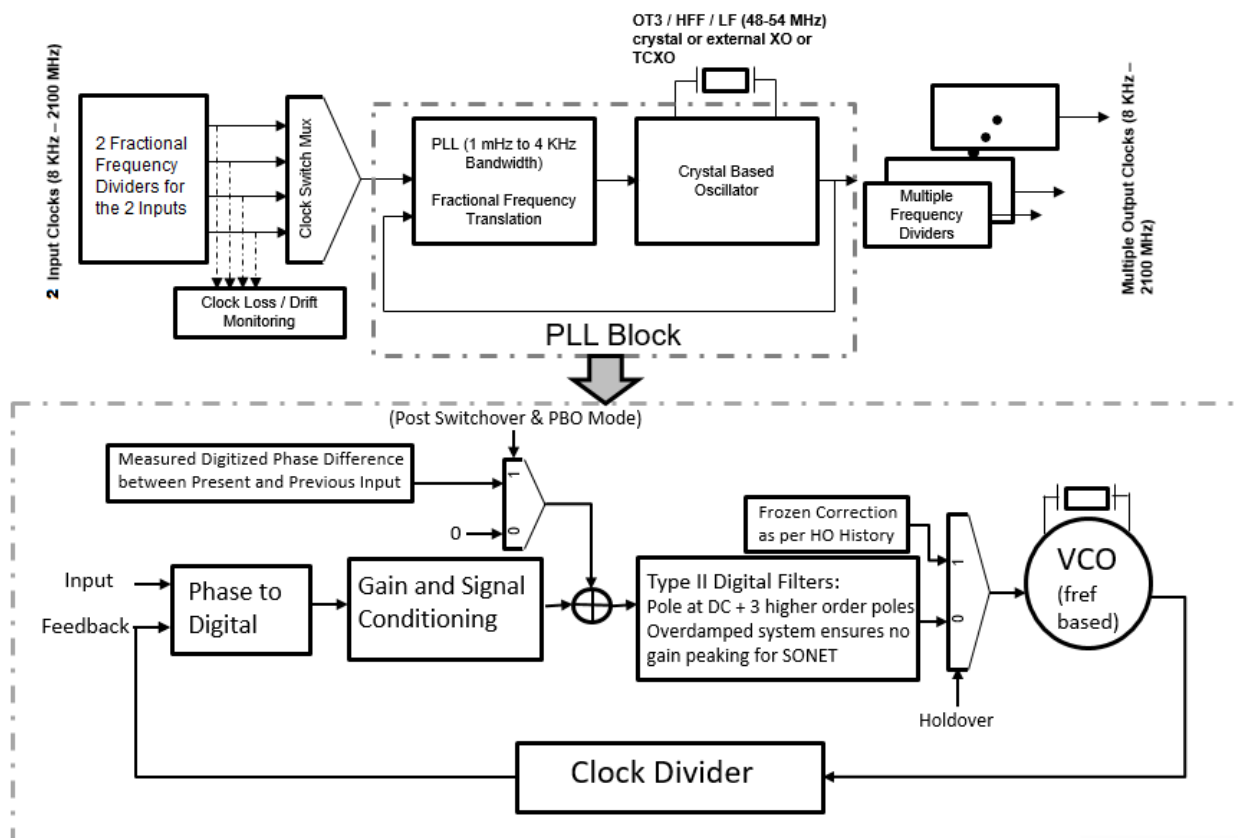 OT3 / HFF / LF (48-54 MHz)
crystal or external XO or
TCXO
2 Input Clocks (8 KHz – 2100 MHz)
2 Fractional
Frequency
Dividers for
the 2 Inputs
Clock Switch Mux
PLL (1 mHz to 4 KHz
Bandwidth)
Fractional Frequency
Translation
Crystal Based
Oscillator
Multiple
Frequency
Dividers
Multiple Output Clocks (8 KHz –
2100 MHz)
Clock Loss / Drift
Monitoring
PLL Block
(Post Switchover & PBO Mode)
Measured Digitized Phase Difference
between Present and Previous Input
1
0
0
Frozen Correction
as per HO History
Input
Feedback
Phase to
Digital
Gain and Signal
Conditioning
Type II Digital Filters:
Pole at DC + 3 higher order poles
Overdamped system ensures no
gain peaking for SONET
1
0
VCO
(fref
based)
Holdover
Clock Divider